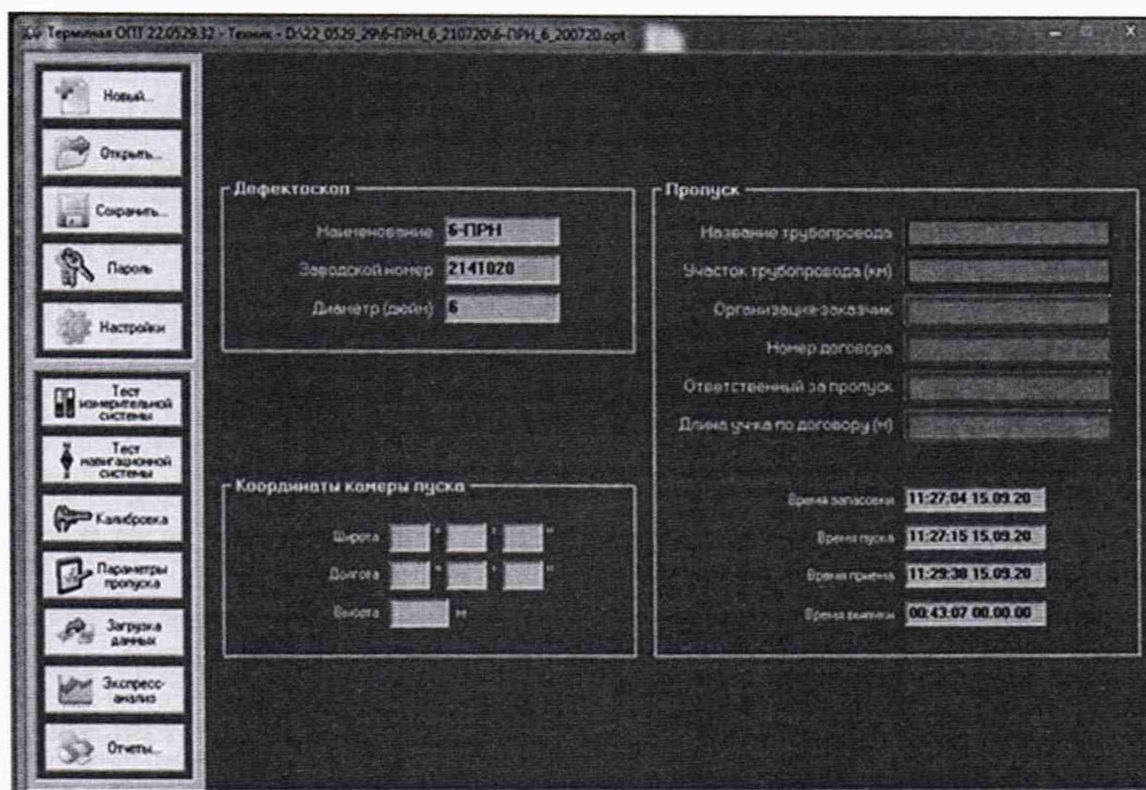 Терминал ОПТ 22.0529.32 - Техник - D:\22_0529_29\6-ПРН_6_210720\6-ПРН_6_200720.opt
Новый...
Открыть...
Сохранить...
Пароль
Настройки
Тест
измерительной
системы
Тест
навигационной
системы
Калибровка
Параметры
пропуска
Загрузка
данных
Экспресс-
анализ
Отчеты...
Дефектоскоп
Наименование 6-ПРН
Заводской номер 2141020
Диаметр (дюйм) 6
Координаты камеры пуска
Широта ° ' "
Долгота ° ' "
Высота м
Пропуск
Название трубопровода
Участок трубопровода (км)
Организация-заказчик
Номер договора
Ответственный за пропуск
Длина уч-ка по договору (м)
Время запасовки 11:27:04 15.09.20
Время пуска 11:27:15 15.09.20
Время приема 11:29:38 15.09.20
Время выемки 00:43:07 00.00.00